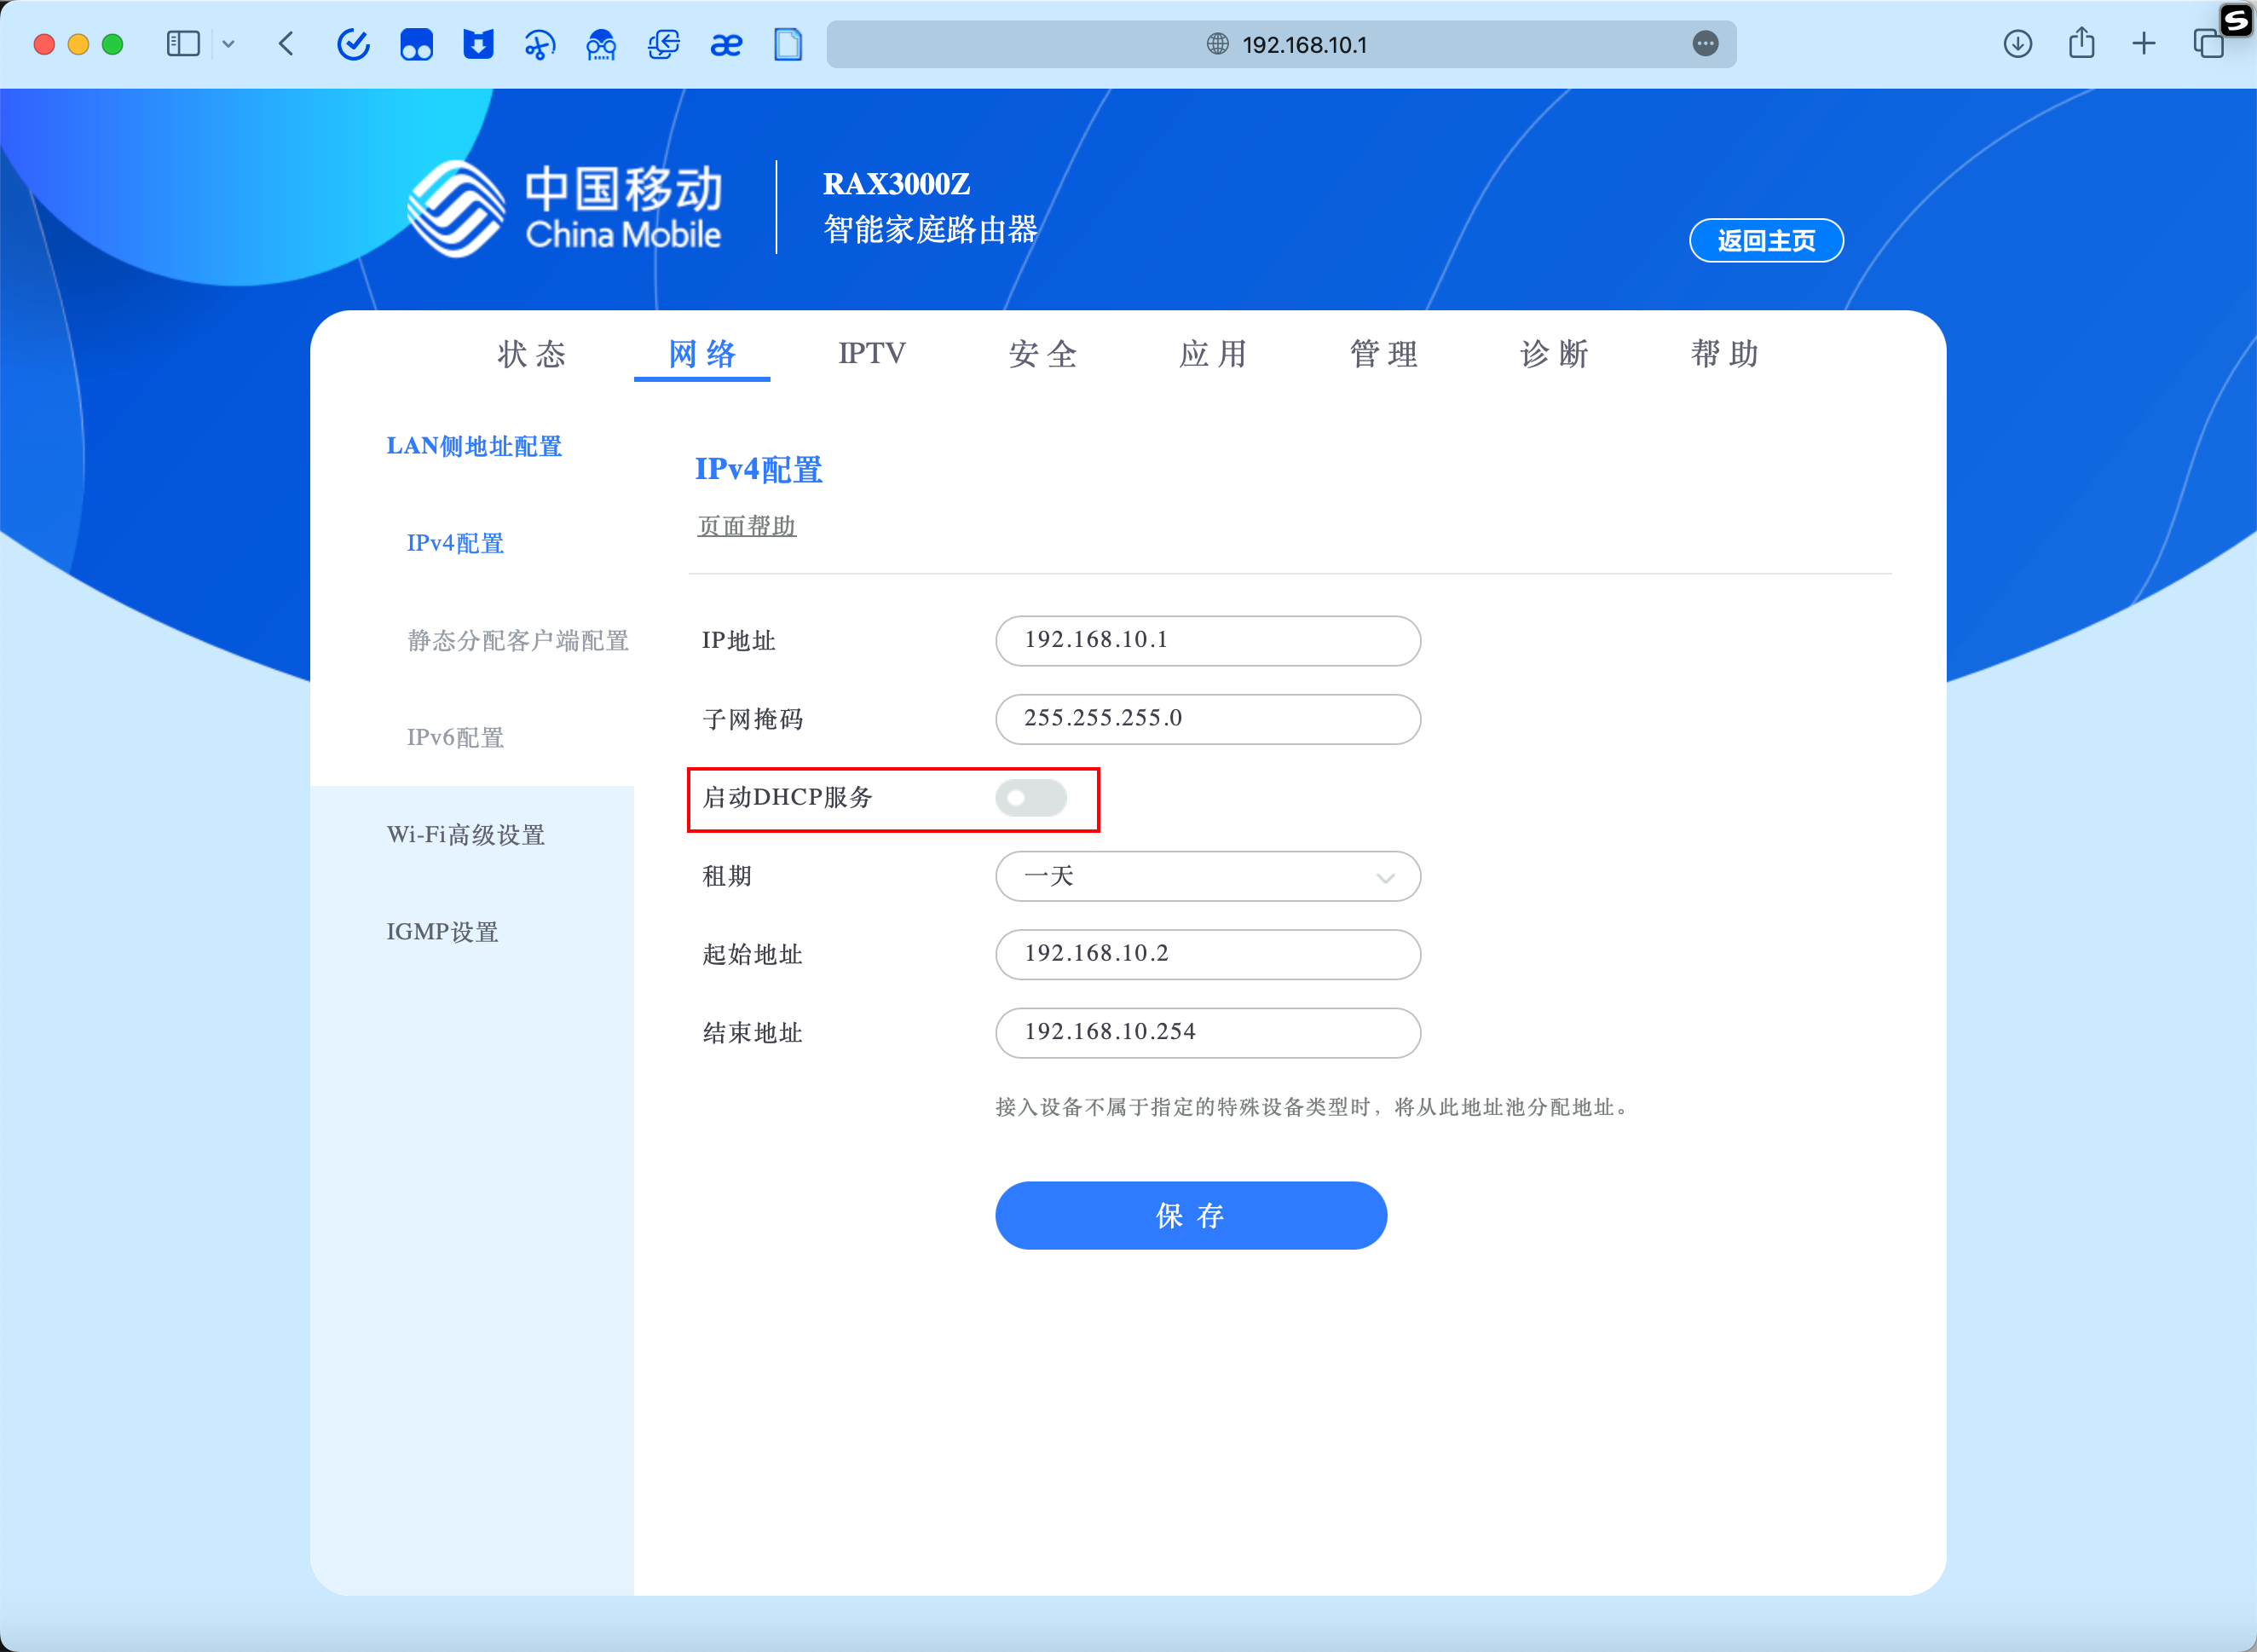 192.168.10.1
中国移动
China Mobile
RAX3000Z
智能家庭路由器
返回主页
状态 网络 IPTV 安全 应用 管理 诊断 帮助
LAN侧地址配置
IPv4配置
静态分配客户端配置
IPv6配置
Wi-Fi高级设置
IGMP设置
IPv4配置
页面帮助
IP地址 192.168.10.1
子网掩码 255.255.255.0
启动DHCP服务
租期 一天
起始地址 192.168.10.2
结束地址 192.168.10.254
接入设备不属于指定的特殊设备类型时，将从此地址池分配地址。
保存